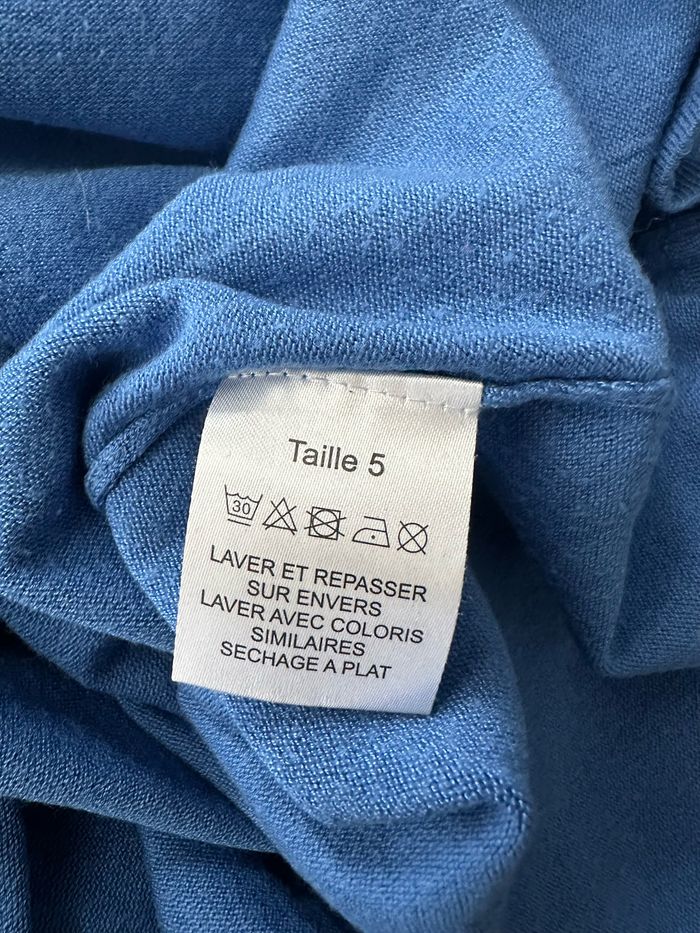 Taille 5
30
LAVER ET REPASSER
SUR ENVERS
LAVER AVEC COLORIS
SIMILAIRES
SECHAGE A PLAT